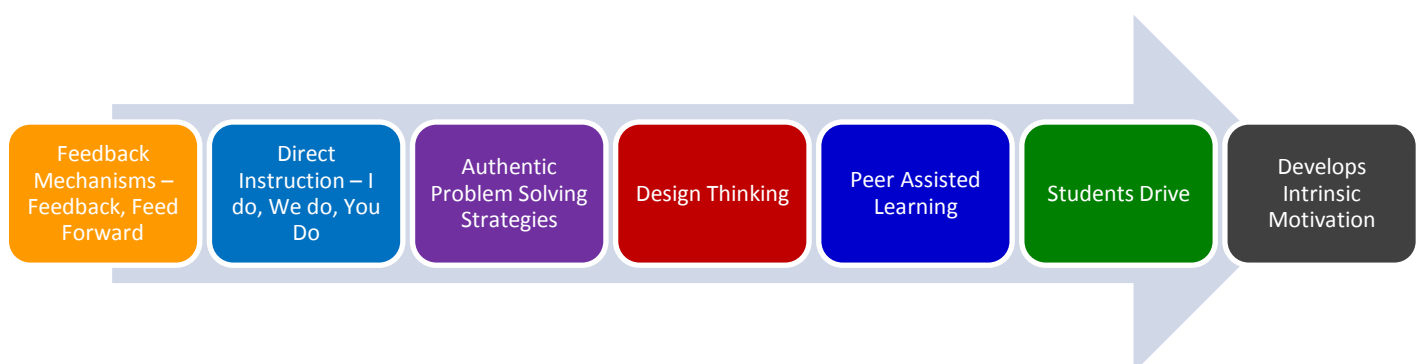 Feedback
Mechanisms –
Feedback, Feed
Forward
Direct
Instruction – I
do, We do, You
Do
Authentic
Problem Solving
Strategies
Design Thinking
Peer Assisted
Learning
Students Drive
Develops
Intrinsic
Motivation